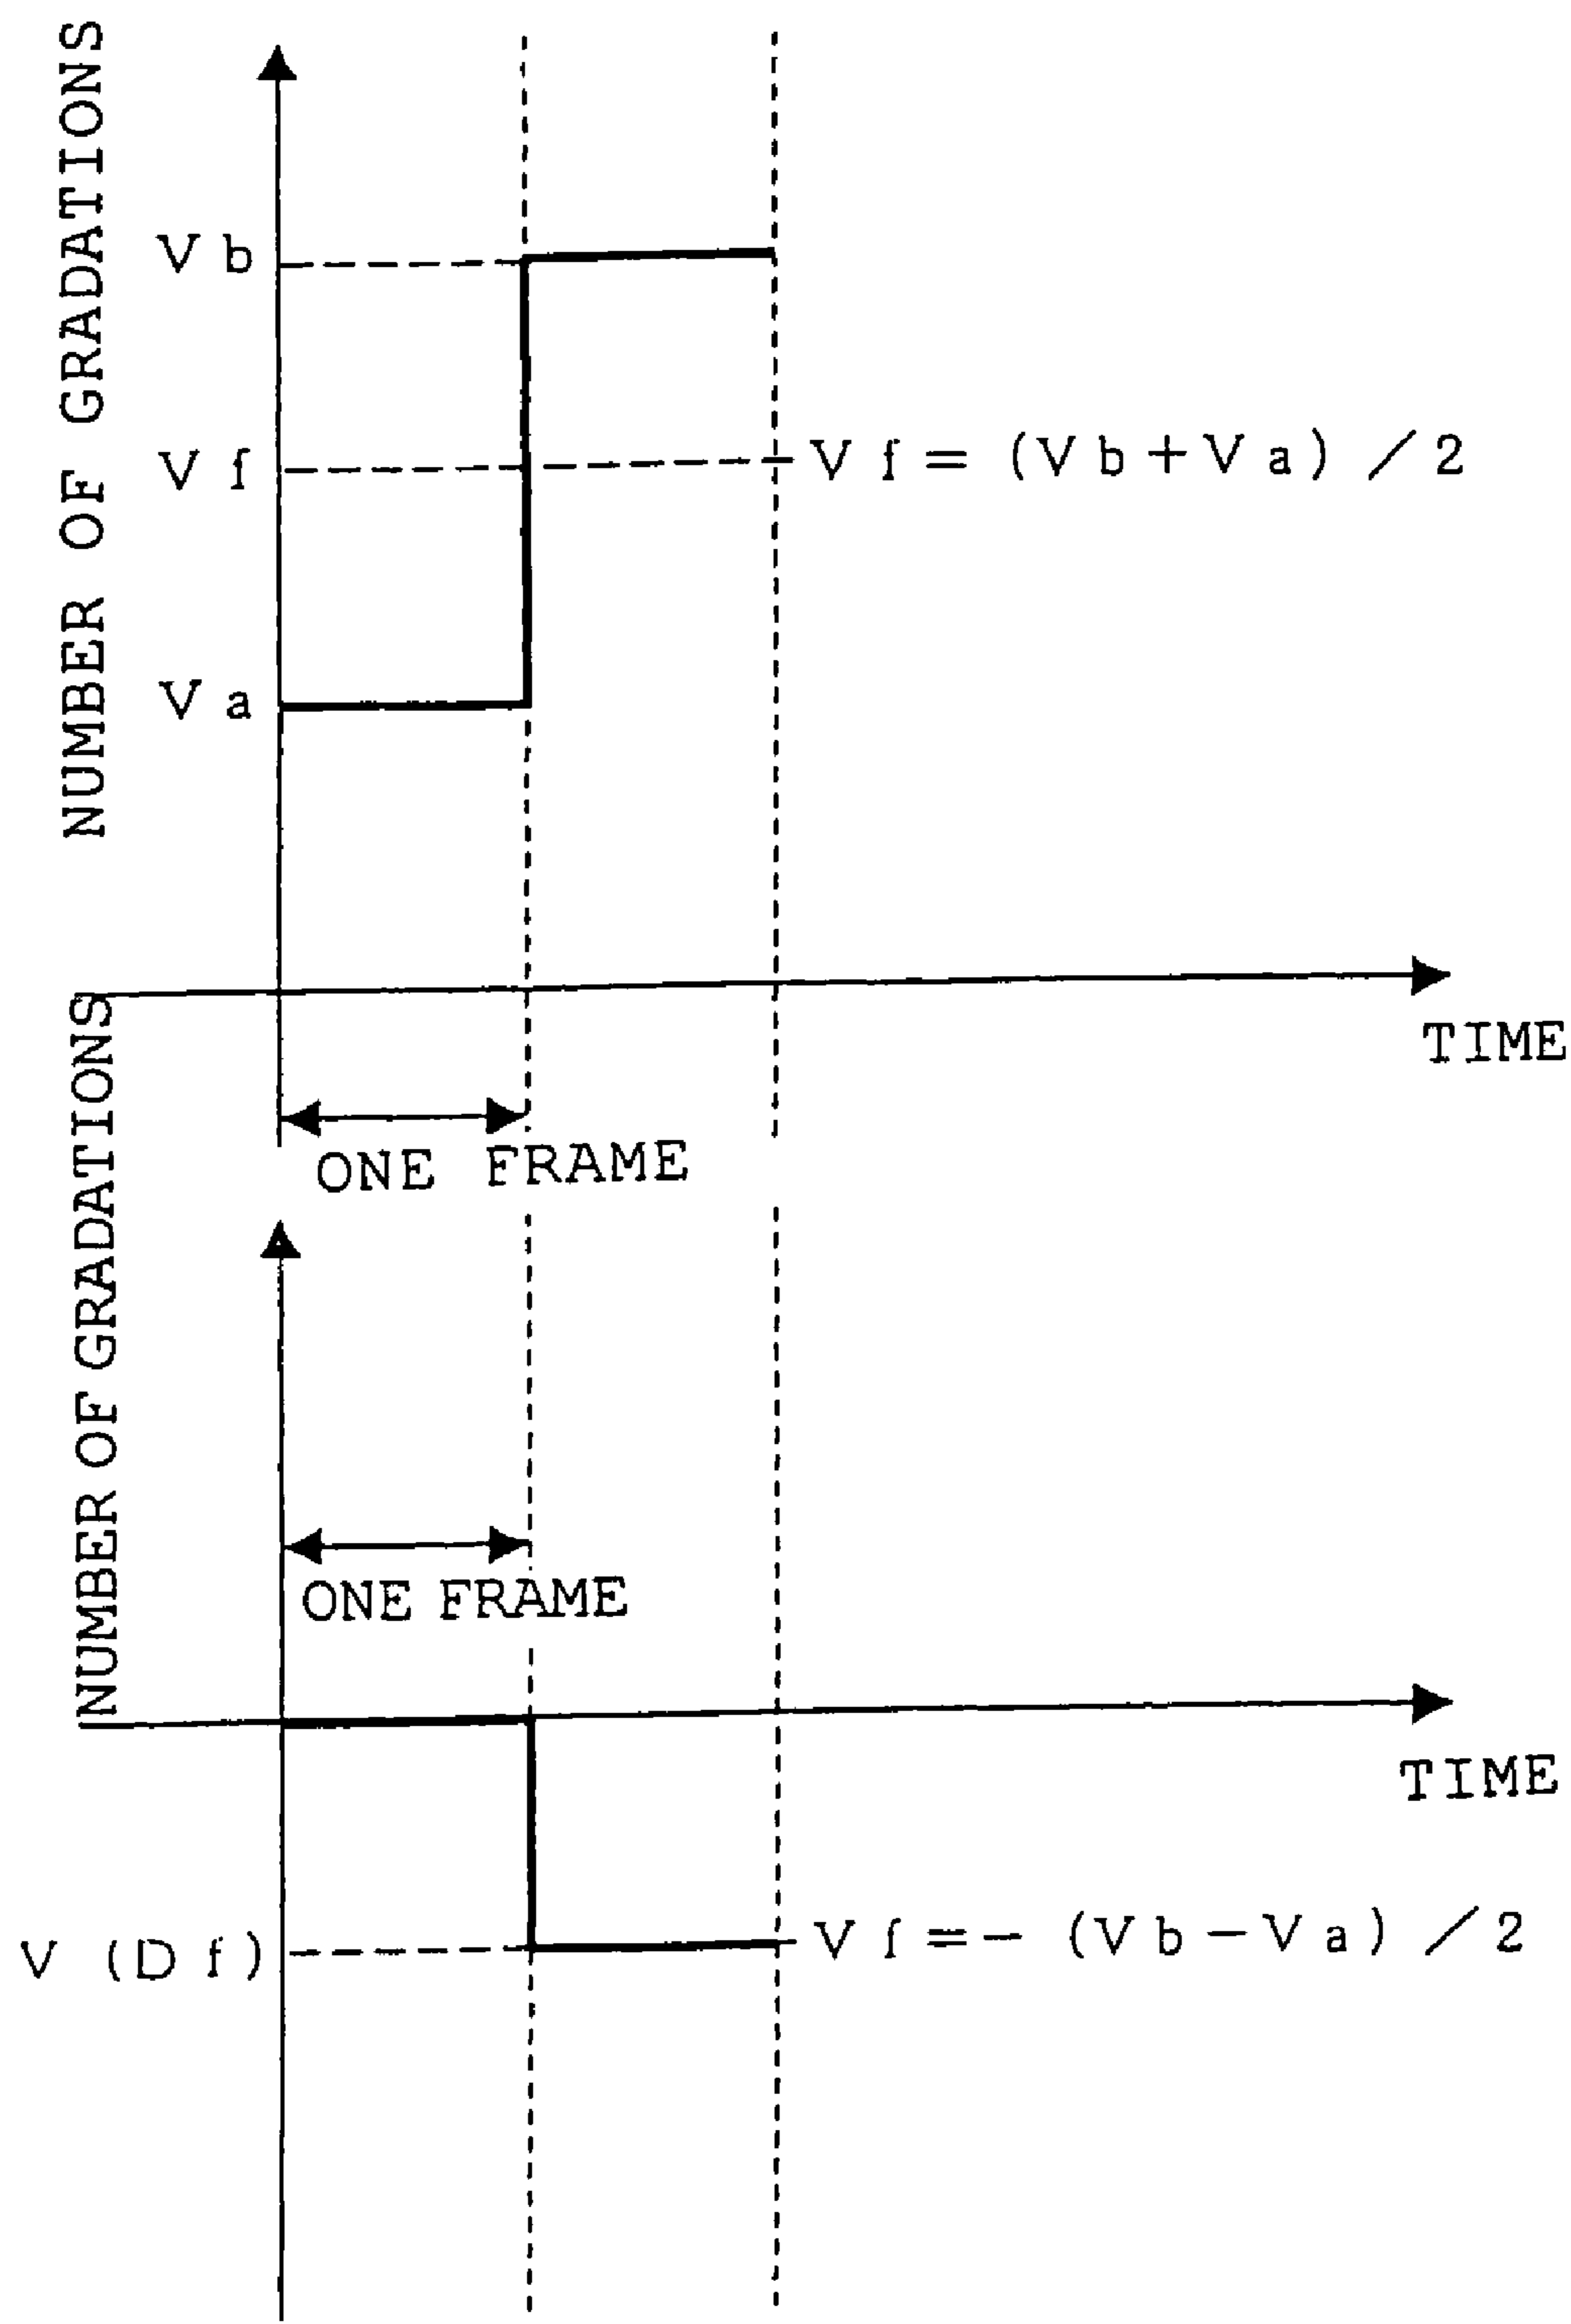 NUMBER OF GRADATIONS
V b
V f
V f = (V b + V a) / 2
V a
TIME
ONE FRAME
NUMBER OF GRADATIONS
ONE FRAME
TIME
V (D f)
V f = - (V b - V a) / 2